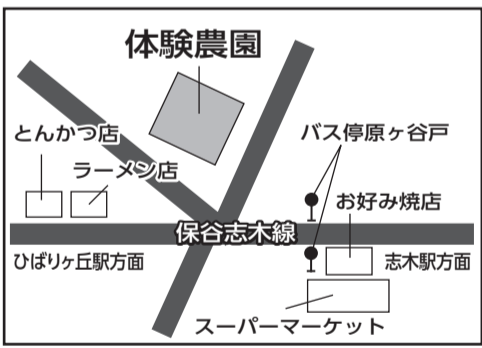 体験農園
とんかつ店
バス停原ヶ谷戸
ラーメン店
お好み焼店
保谷志木線
ひばりヶ丘駅方面
志木駅方面
スーパーマーケット